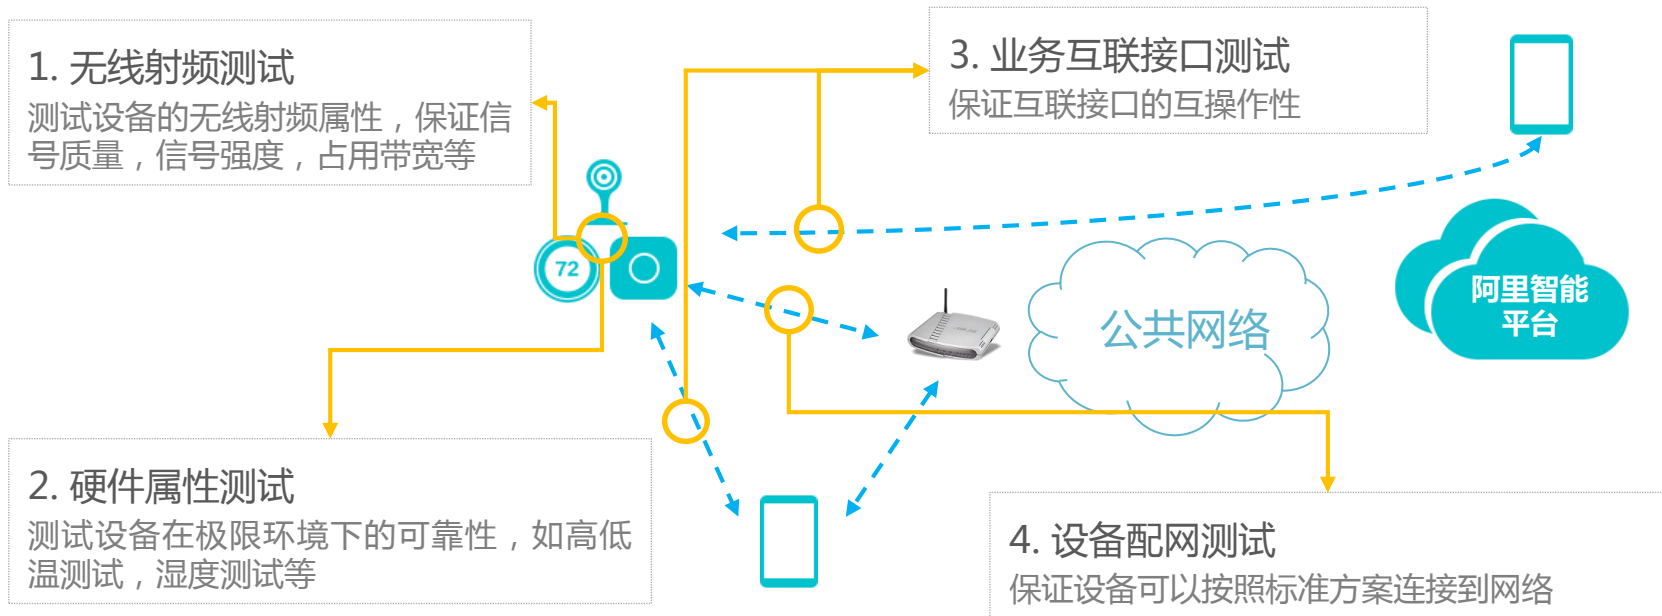 1. 无线射频测试
测试设备的无线射频属性，保证信
号质量，信号强度，占用带宽等
3. 业务互联接口测试
保证互联接口的互操作性
72
阿里智能
平台
公共网络
2. 硬件属性测试
测试设备在极限环境下的可靠性，如高低
温测试，湿度测试等
4. 设备配网测试
保证设备可以按照标准方案连接到网络